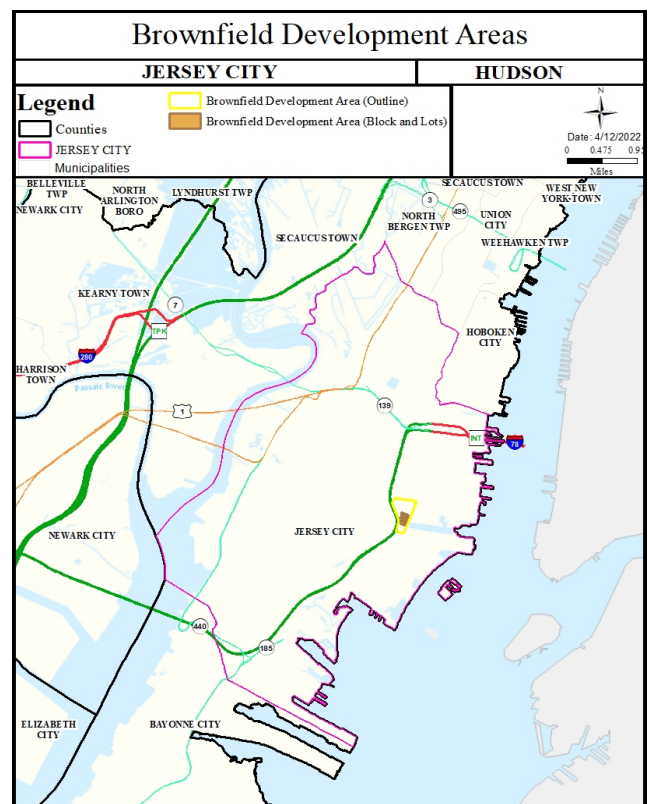 Brownfield Development Areas
JERSEY CITY
HUDSON
Legend
Counties
JERSEY CITY
Municipalities
Brownfield Development Area (Outline)
Brownfield Development Area (Block and Lots)
N
Date: 4/12/2022
0 0.475 0.95
Miles
BELLEVILLE
TWP
NEWARK CITY
NORTH
ARLINGTON
BORO
LYNDHURST TWP
SECAUCUS TOWN
3
495
WEST NEW
YORK-TOWN
NORTH
BERGEN TWP
UNION
CITY
WEEHAWKEN TWP
SECAUCUS TOWN
KEARNY TOWN
7
TPK
280
HARRISON
TOWN
Passaic River
1
HOBOKEN
CITY
139
INT
78
NEWARK CITY
JERSEY CITY
440
185
ELIZABETH
CITY
BAYONNE CITY